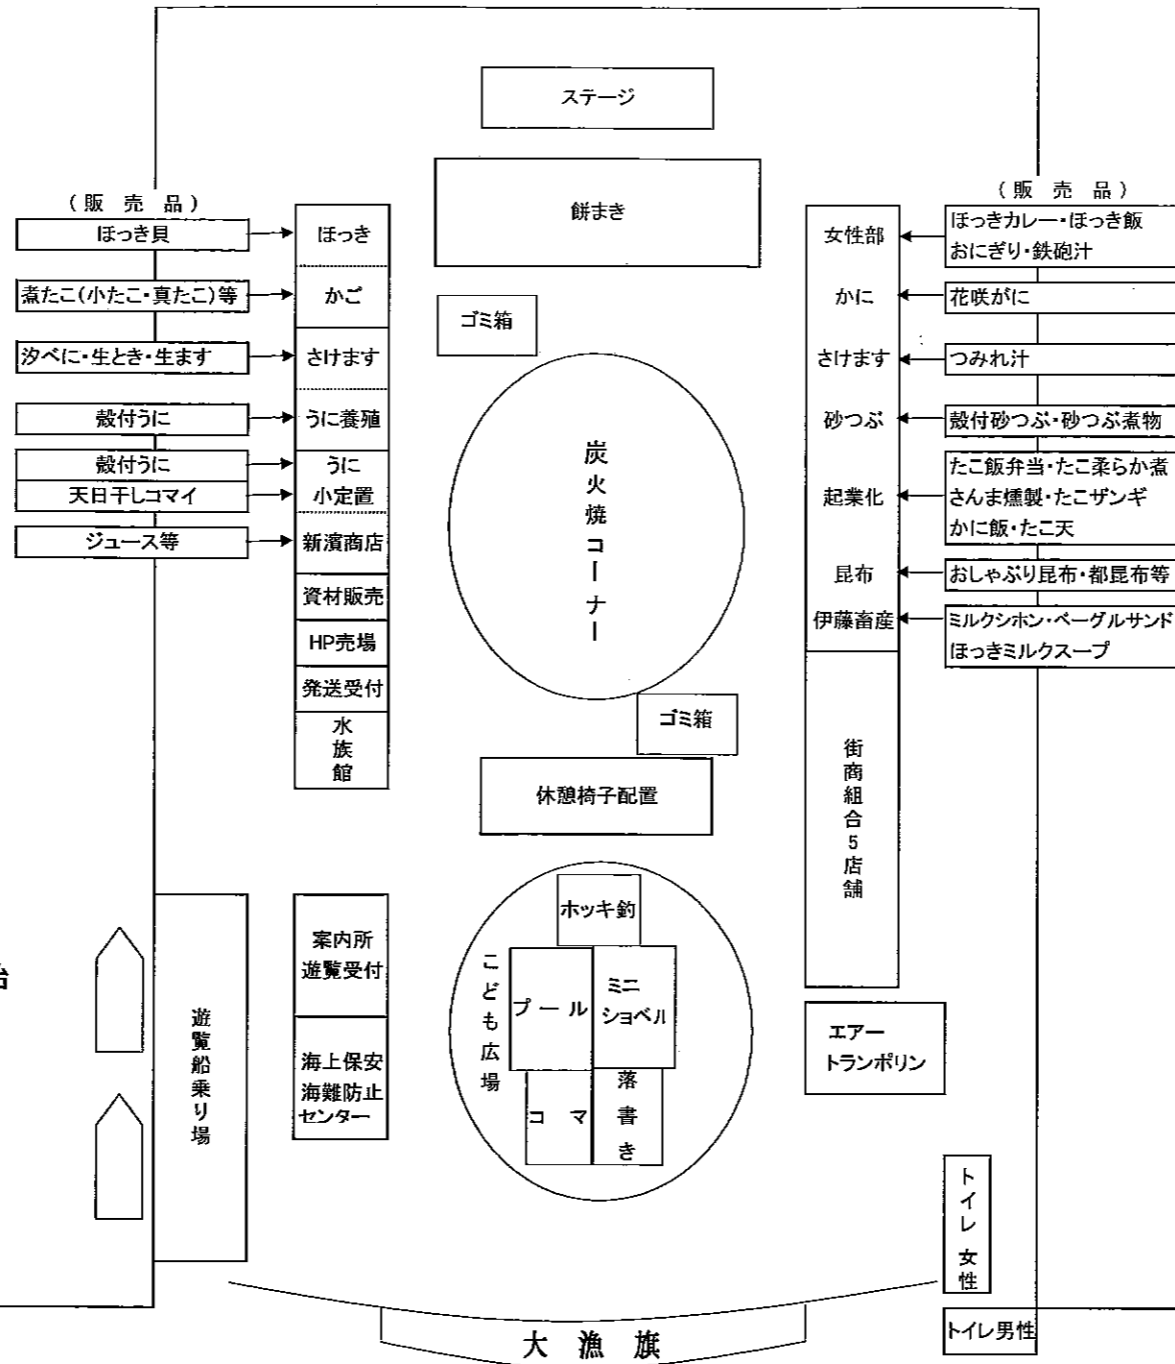 ステージ
餅まき
(販売品)
ほっき貝
煮たこ(小たこ・真たこ)等
汐べに・生とき・生ます
殻付うに
殻付うに
天日干しコマイ
ジュース等
ほっき
かご
さけます
うに養殖
うに
小定置
新濱商店
資材販売
HP売場
発送受付
水族館
ゴミ箱
炭火焼コーナー
ゴミ箱
休憩椅子配置
女性部
かに
さけます
砂つぶ
起業化
昆布
伊藤畜産
街商組合5店舗
(販売品)
ほっきカレー・ほっき飯
おにぎり・鉄砲汁
花咲がに
つみれ汁
殻付砂つぶ・砂つぶ煮物
たこ飯弁当・たこ柔らか煮
さんま燻製・たこザンギ
かに飯・たこ天
おしゃぶり昆布・都昆布等
ミルクシホン・ベーグルサンド
ほっきミルクスープ
遊覧船乗り場
案内所
遊覧受付
海上保安
海難防止
センター
こども広場
ホッキ釣
プール
ミニ
ショベル
コマ
落書き
エアー
トランポリン
トイレ女性
トイレ男性
大漁旗